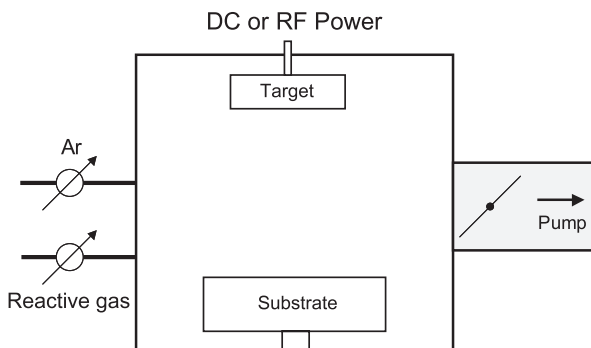 DC or RF Power
Target
Ar
Pump
Reactive gas
Substrate